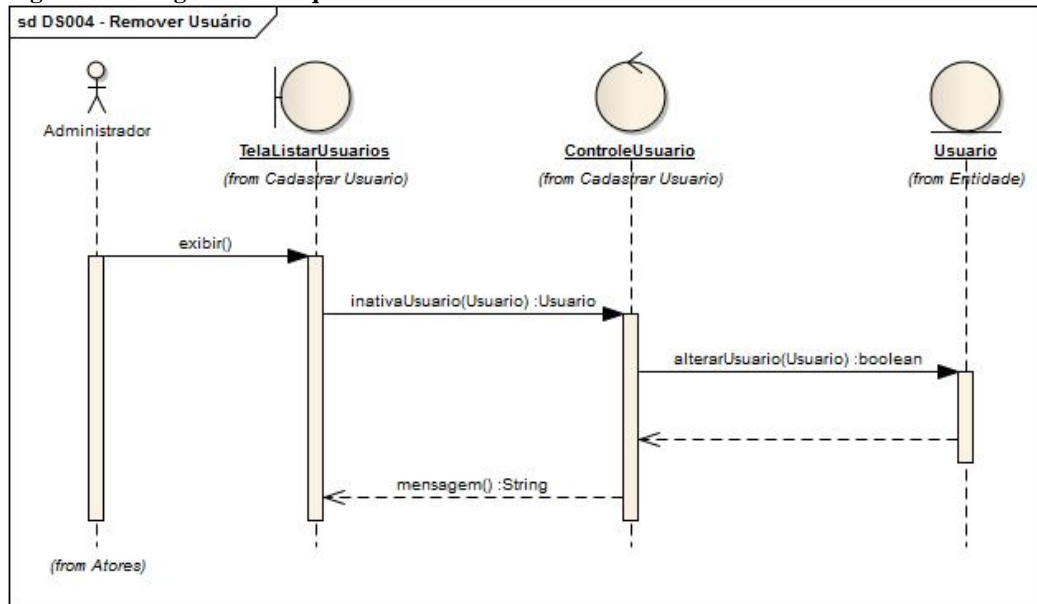 sd DS004 - Remover Usuário
Administrador
TelaListarUsuarios
(from Cadastrar Usuario)
ControleUsuario
(from Cadastrar Usuario)
Usuario
(from Entidade)
exibir()
inativaUsuario(Usuario) :Usuario
alterarUsuario(Usuario) :boolean
mensagem() :String
(from Atores)